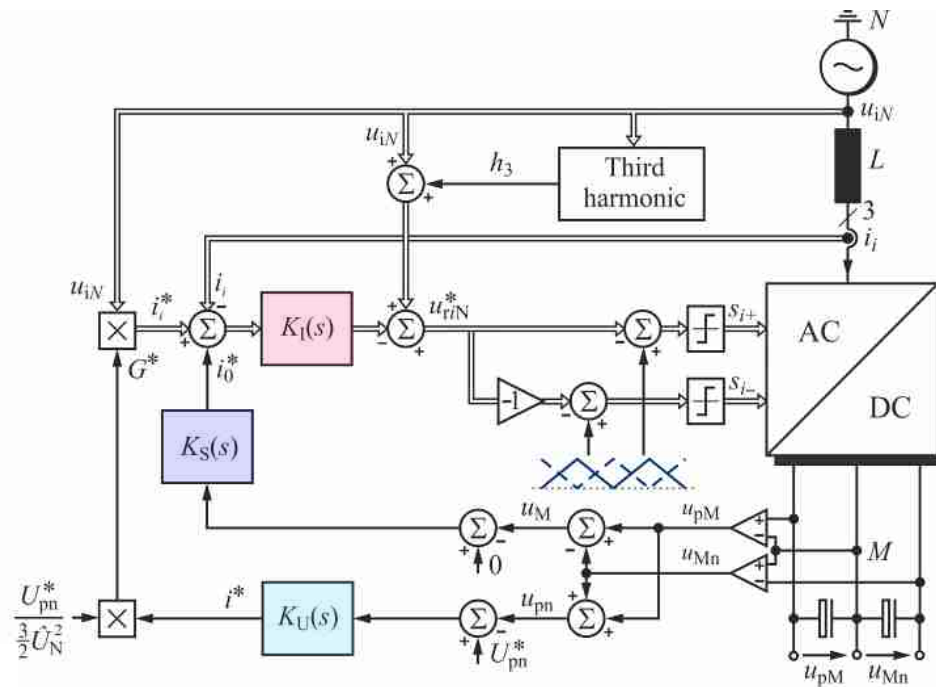 N
u_iN
u_iN
L
h_3
Third
harmonic
3
i_i
i_i
u_iN
i_i^*
K_I(s)
u_riN^*
s_i+
AC
DC
G^*
i_0^*
-1
s_i-
K_S(s)
u_M
u_pM
0
u_Mn
M
U_pn^*
3/2 Û_N^2
i^*
K_U(s)
u_pn
U_pn^*
u_pM
u_Mn